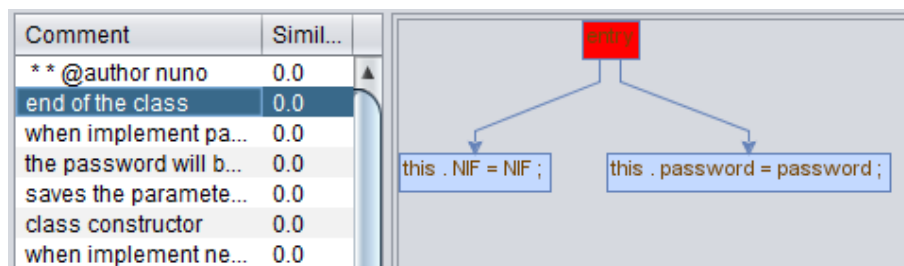 Comment Simil...
* * @author nuno 0.0
end of the class 0.0
when implement pa... 0.0
the password will b... 0.0
saves the paramete... 0.0
class constructor 0.0
when implement ne... 0.0
entry
this . NIF = NIF ;
this . password = password ;